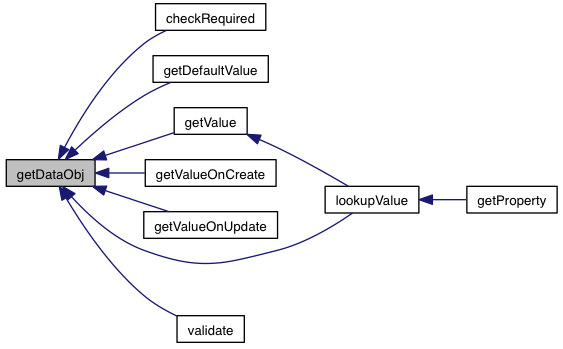 checkRequired
getDefaultValue
getValue
getDataObj
getValueOnCreate
lookupValue
getProperty
getValueOnUpdate
validate